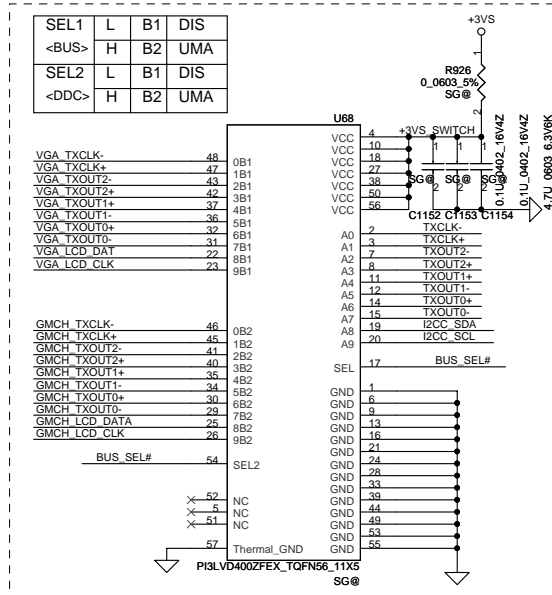 SEL1 L B1 DIS
<BUS> H B2 UMA
SEL2 L B1 DIS
<DDC> H B2 UMA
+3VS
1
R926
0_0603_5%
SG@
2
U68
+3VS_SWITCH
VCC 4
VCC 10
VCC 18
VCC 27
VCC 38
VCC 50
VCC 56
1 1 1
SG@ SG@ SG@
2 2 2
C1152 C1153 C1154
0.1U_0402_16V4Z
0.1U_0402_16V4Z
4.7U_0603_6.3V6K
VGA_TXCLK- 48 0B1
VGA_TXCLK+ 47 1B1
VGA_TXOUT2- 43 2B1
VGA_TXOUT2+ 42 3B1
VGA_TXOUT1+ 37 4B1
VGA_TXOUT1- 36 5B1
VGA_TXOUT0+ 32 6B1
VGA_TXOUT0- 31 7B1
VGA_LCD_DAT 22 8B1
VGA_LCD_CLK 23 9B1
A0 2 TXCLK-
A1 3 TXCLK+
A2 7 TXOUT2-
A3 8 TXOUT2+
A4 11 TXOUT1+
A5 12 TXOUT1-
A6 14 TXOUT0+
A7 15 TXOUT0-
A8 19 I2CC_SDA
A9 20 I2CC_SCL
GMCH_TXCLK- 46 0B2
GMCH_TXCLK+ 45 1B2
GMCH_TXOUT2- 41 2B2
GMCH_TXOUT2+ 40 3B2
GMCH_TXOUT1+ 35 4B2
GMCH_TXOUT1- 34 5B2
GMCH_TXOUT0+ 30 6B2
GMCH_TXOUT0- 29 7B2
GMCH_LCD_DATA 25 8B2
GMCH_LCD_CLK 26 9B2
SEL 17 BUS_SEL#
BUS_SEL# 54 SEL2
GND 1
GND 6
GND 9
GND 13
GND 16
GND 21
GND 24
GND 28
GND 33
GND 39
GND 44
GND 49
GND 53
GND 55
52 NC
5 NC
51 NC
57 Thermal_GND
PI3LVD400ZFEX_TQFN56_11X5
SG@